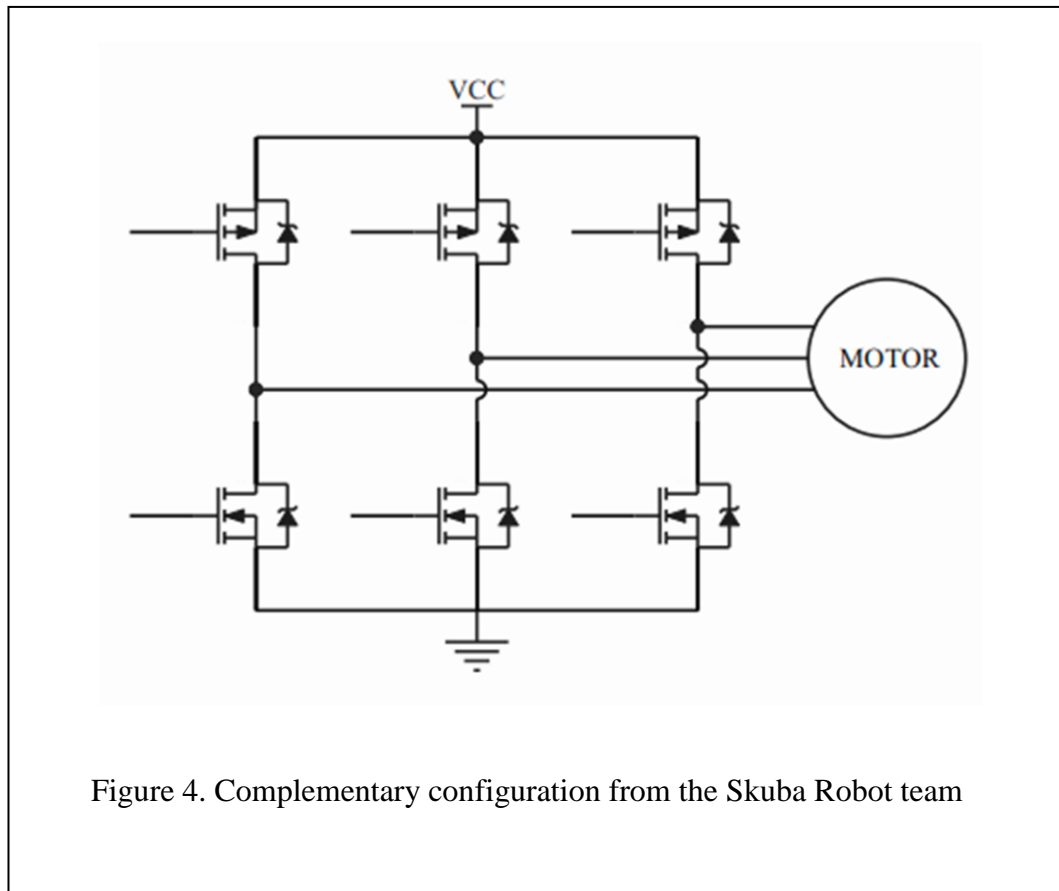 VCC
MOTOR
Figure 4. Complementary configuration from the Skuba Robot team